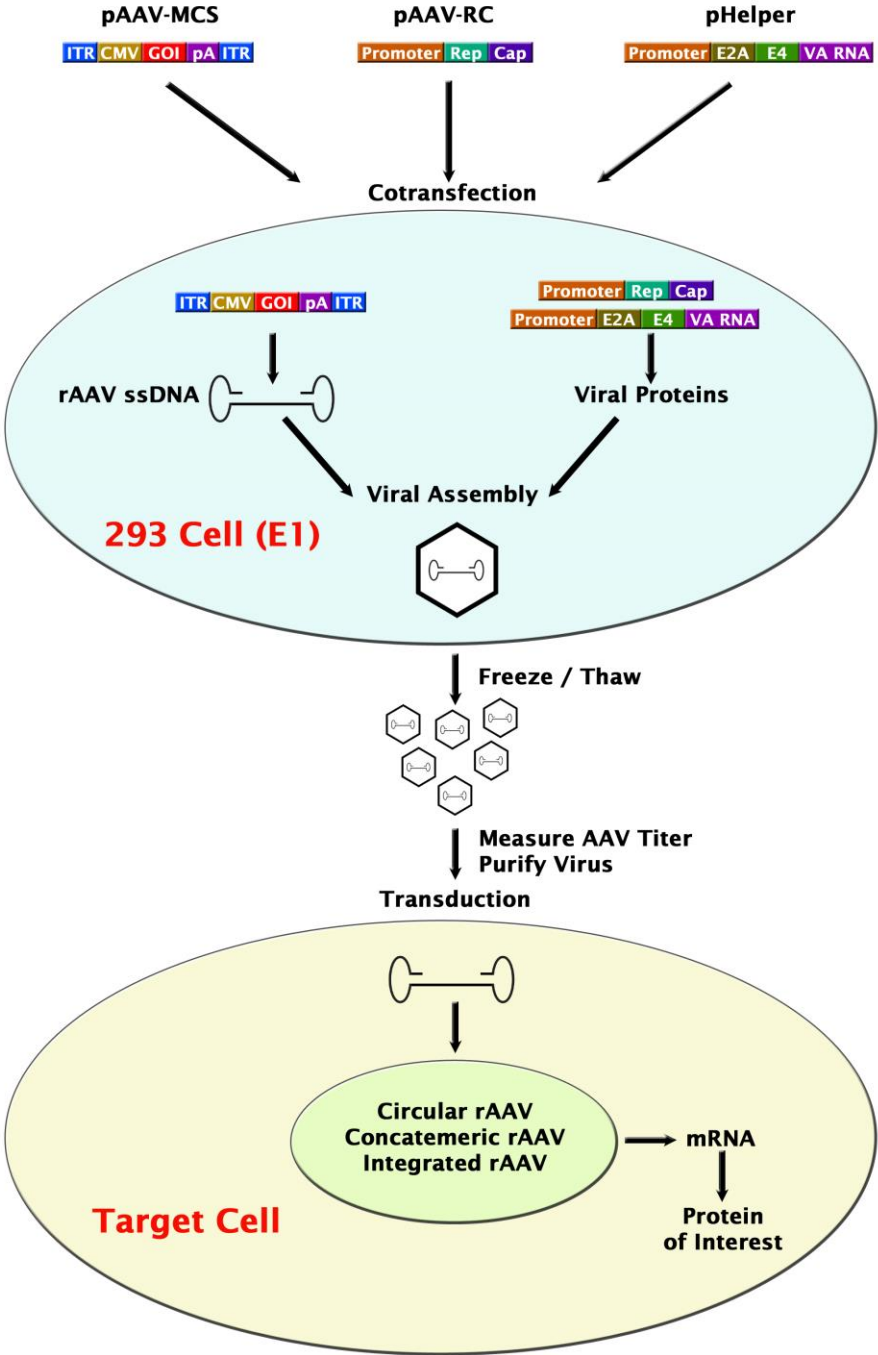 pAAV-MCS
pAAV-RC
pHelper
ITR CMV GOI pA ITR
Promoter Rep Cap
Promoter E2A E4 VA RNA
Cotransfection
ITR CMV GOI pA ITR
Promoter Rep Cap
Promoter E2A E4 VA RNA
rAAV ssDNA
Viral Proteins
Viral Assembly
293 Cell (E1)
Freeze / Thaw
Measure AAV Titer
Purify Virus
Transduction
Circular rAAV
Concatemeric rAAV
Integrated rAAV
mRNA
Protein
of Interest
Target Cell